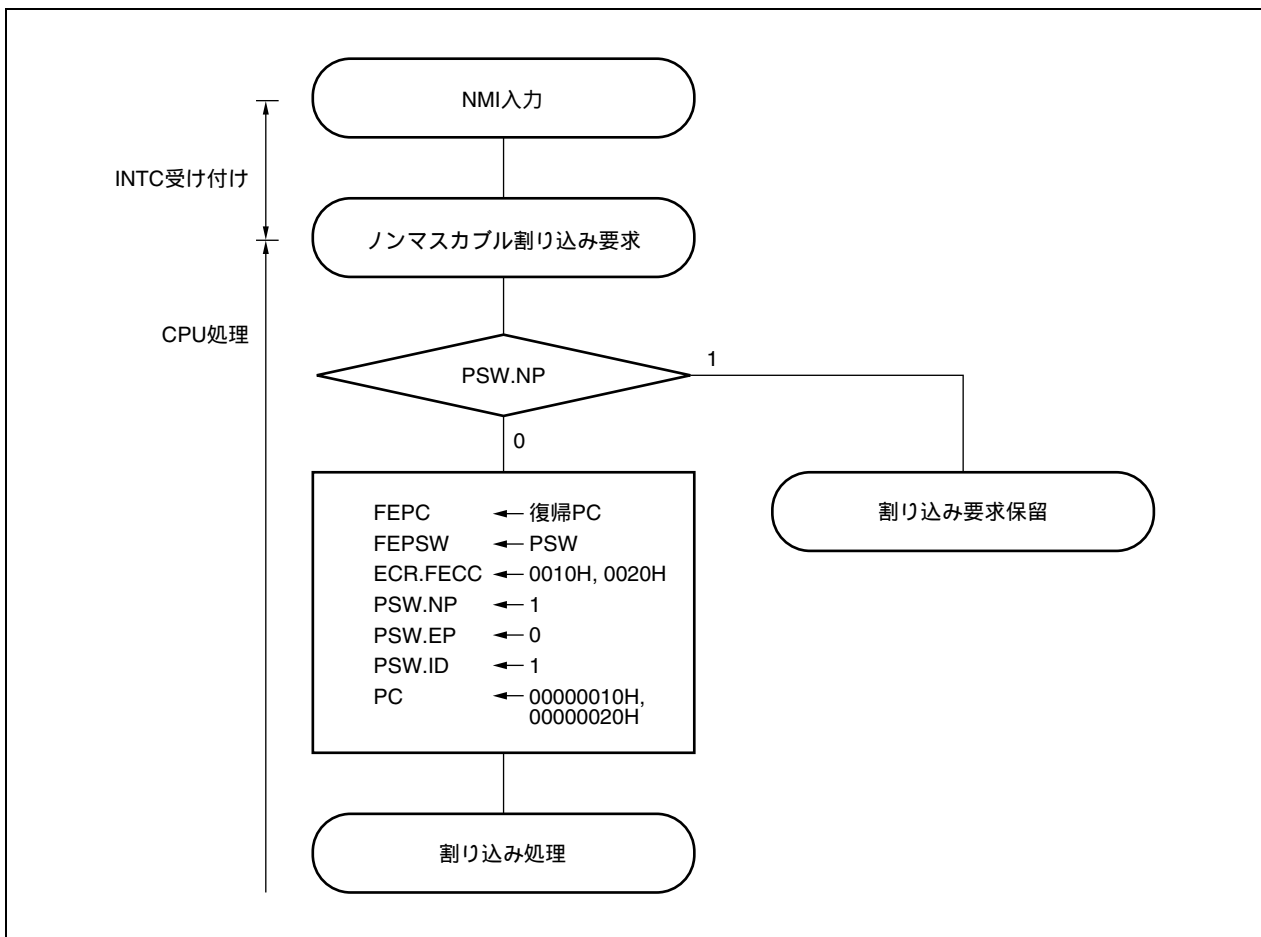 NMI入力
INTC受け付け
ノンマスカブル割り込み要求
CPU処理
PSW.NP
1
0
FEPC ← 復帰PC
FEPSW ← PSW
ECR.FECC ← 0010H, 0020H
PSW.NP ← 1
PSW.EP ← 0
PSW.ID ← 1
PC ← 00000010H,
00000020H
割り込み要求保留
割り込み処理